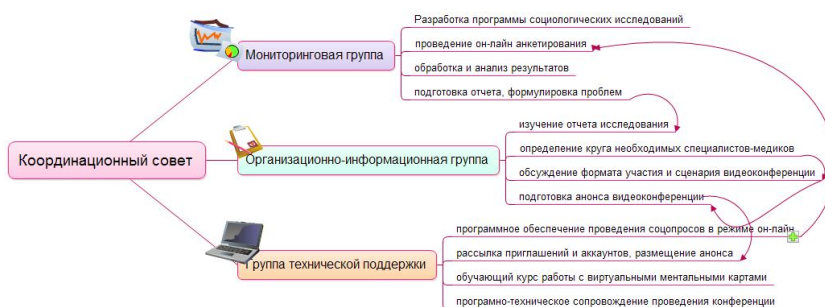 Координационный совет
Мониторинговая группа
Разработка программы социологических исследований
проведение он-лайн анкетирования
обработка и анализ результатов
подготовка отчета, формулировка проблем
Организационно-информационная группа
изучение отчета исследования
определение круга необходимых специалистов-медиков
обсуждение формата участия и сценария видеоконференции
подготовка анонса видеоконференции
Группа технической поддержки
программное обеспечение проведения соцопросов в режиме он-лайн
рассылка приглашений и аккаунтов, размещение анонса
обучающий курс работы с виртуальными ментальными картами
програмно-техническое сопровождение проведения конференции